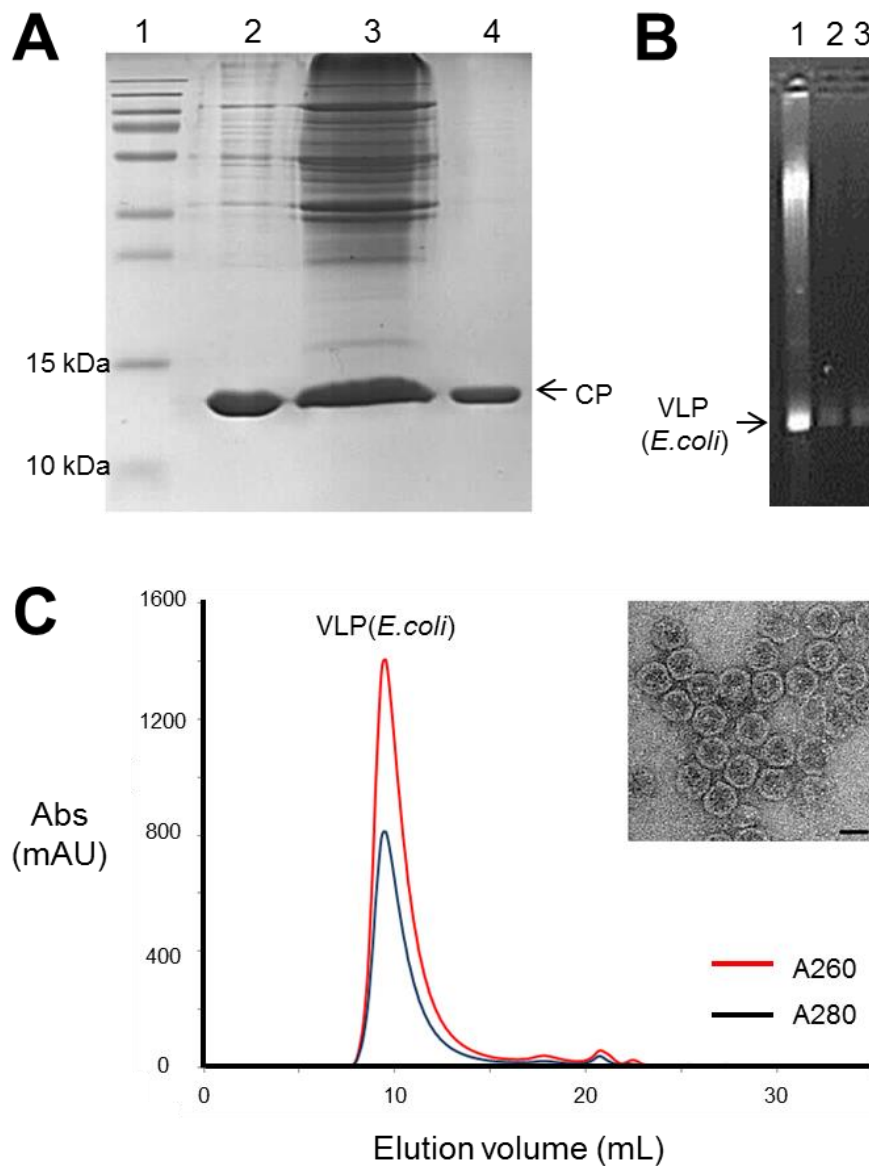 A
1 2 3 4
15 kDa
10 kDa
CP
B
1 2 3
VLP
(E.coli)
C
1600
1200
800
400
0
Abs
(mAU)
VLP(E.coli)
A260
A280
0 10 20 30
Elution volume (mL)